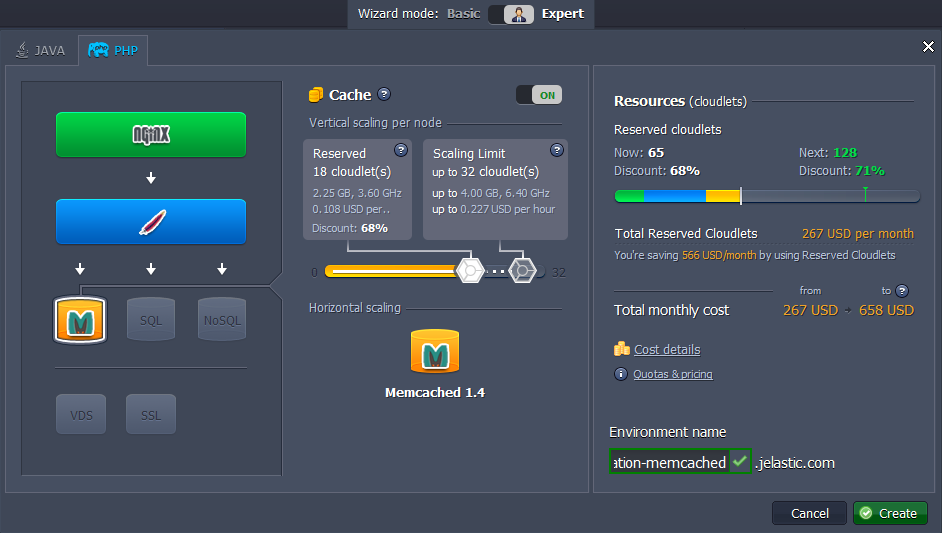 Wizard mode: Basic Expert
JAVA PHP
NGINX
SQL NoSQL
VDS SSL
Cache ? ON
Vertical scaling per node
Reserved ?
18 cloudlet(s)
2.25 GB, 3.60 GHz
0.108 USD per..
Discount: 68%
Scaling Limit ?
up to 32 cloudlet(s)
up to 4.00 GB, 6.40 GHz
up to 0.227 USD per hour
0 32
Horizontal scaling
Memcached 1.4
Resources (cloudlets)
Reserved cloudlets
Now: 65 Next: 128
Discount: 68% Discount: 71%
Total Reserved Cloudlets 267 USD per month
You're saving 566 USD/month by using Reserved Cloudlets
from to ?
Total monthly cost 267 USD 658 USD
Cost details
Quotas & pricing
Environment name
ation-memcached .jelastic.com
Cancel Create